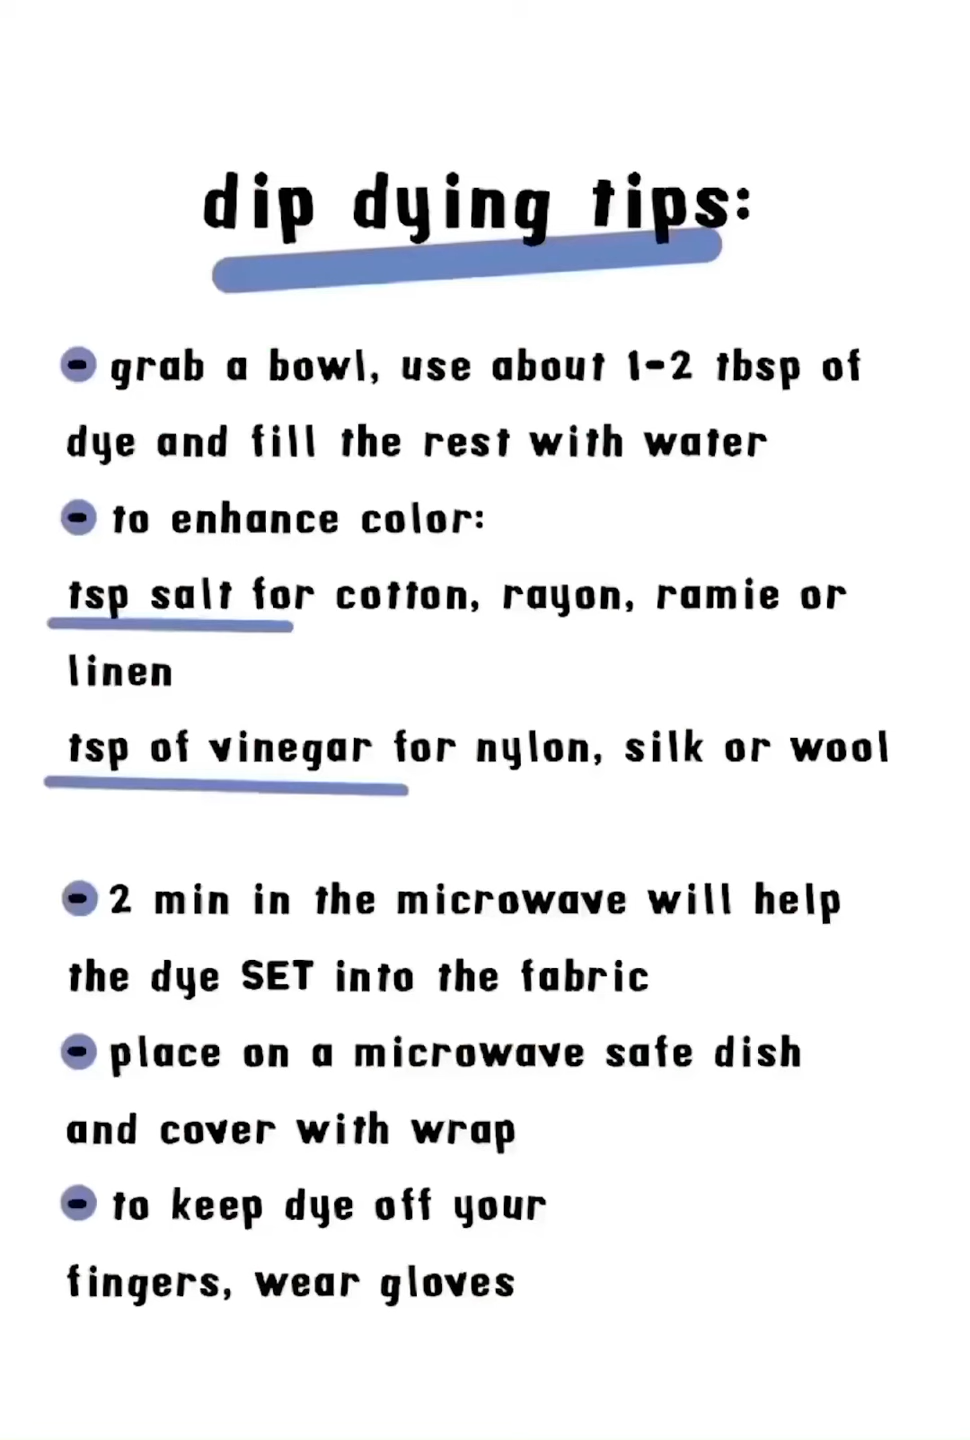 dip dying tips:
- grab a bowl, use about 1-2 tbsp of
dye and fill the rest with water
- to enhance color:
tsp salt for cotton, rayon, ramie or
linen
tsp of vinegar for nylon, silk or wool
- 2 min in the microwave will help
the dye SET into the fabric
- place on a microwave safe dish
and cover with wrap
- to keep dye off your
fingers, wear gloves